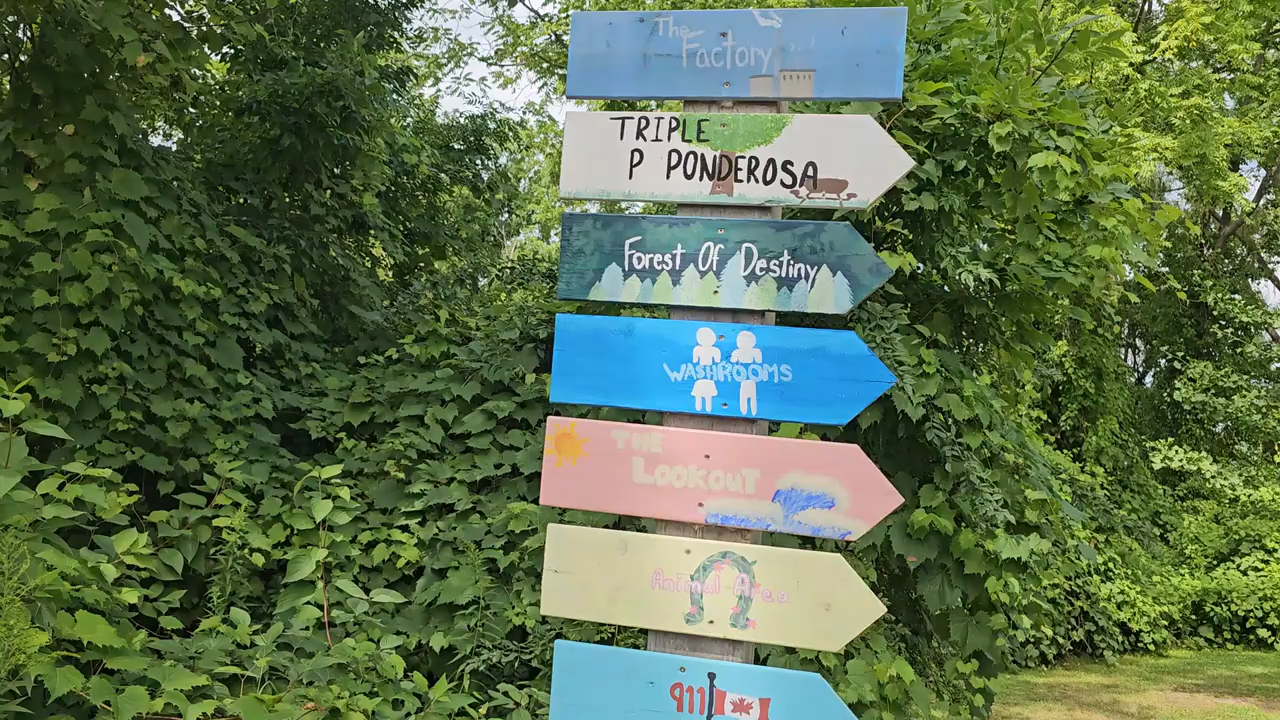 The
Factory
TRIPLE
P PONDEROSA
Forest Of Destiny
WASHROOMS
THE
LOOKOUT
Animal Area
911